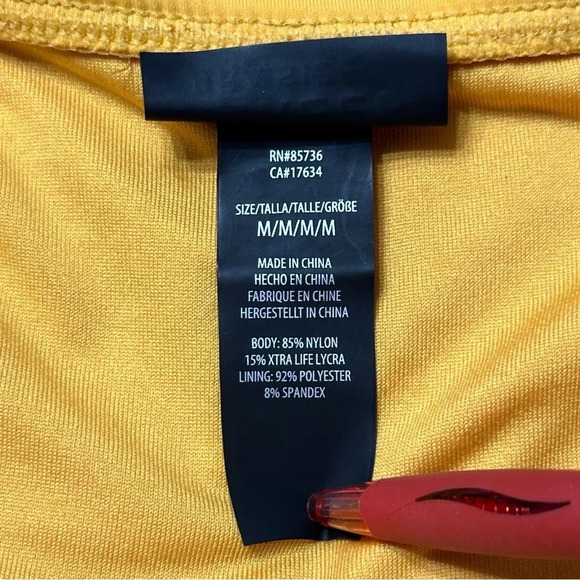 RN#85736
CA#17634
SIZE/TALLA/TALLE/GRÖßE
M/M/M/M
MADE IN CHINA
HECHO EN CHINA
FABRIQUE EN CHINE
HERGESTELLT IN CHINA
BODY: 85% NYLON
15% XTRA LIFE LYCRA
LINING: 92% POLYESTER
8% SPANDEX